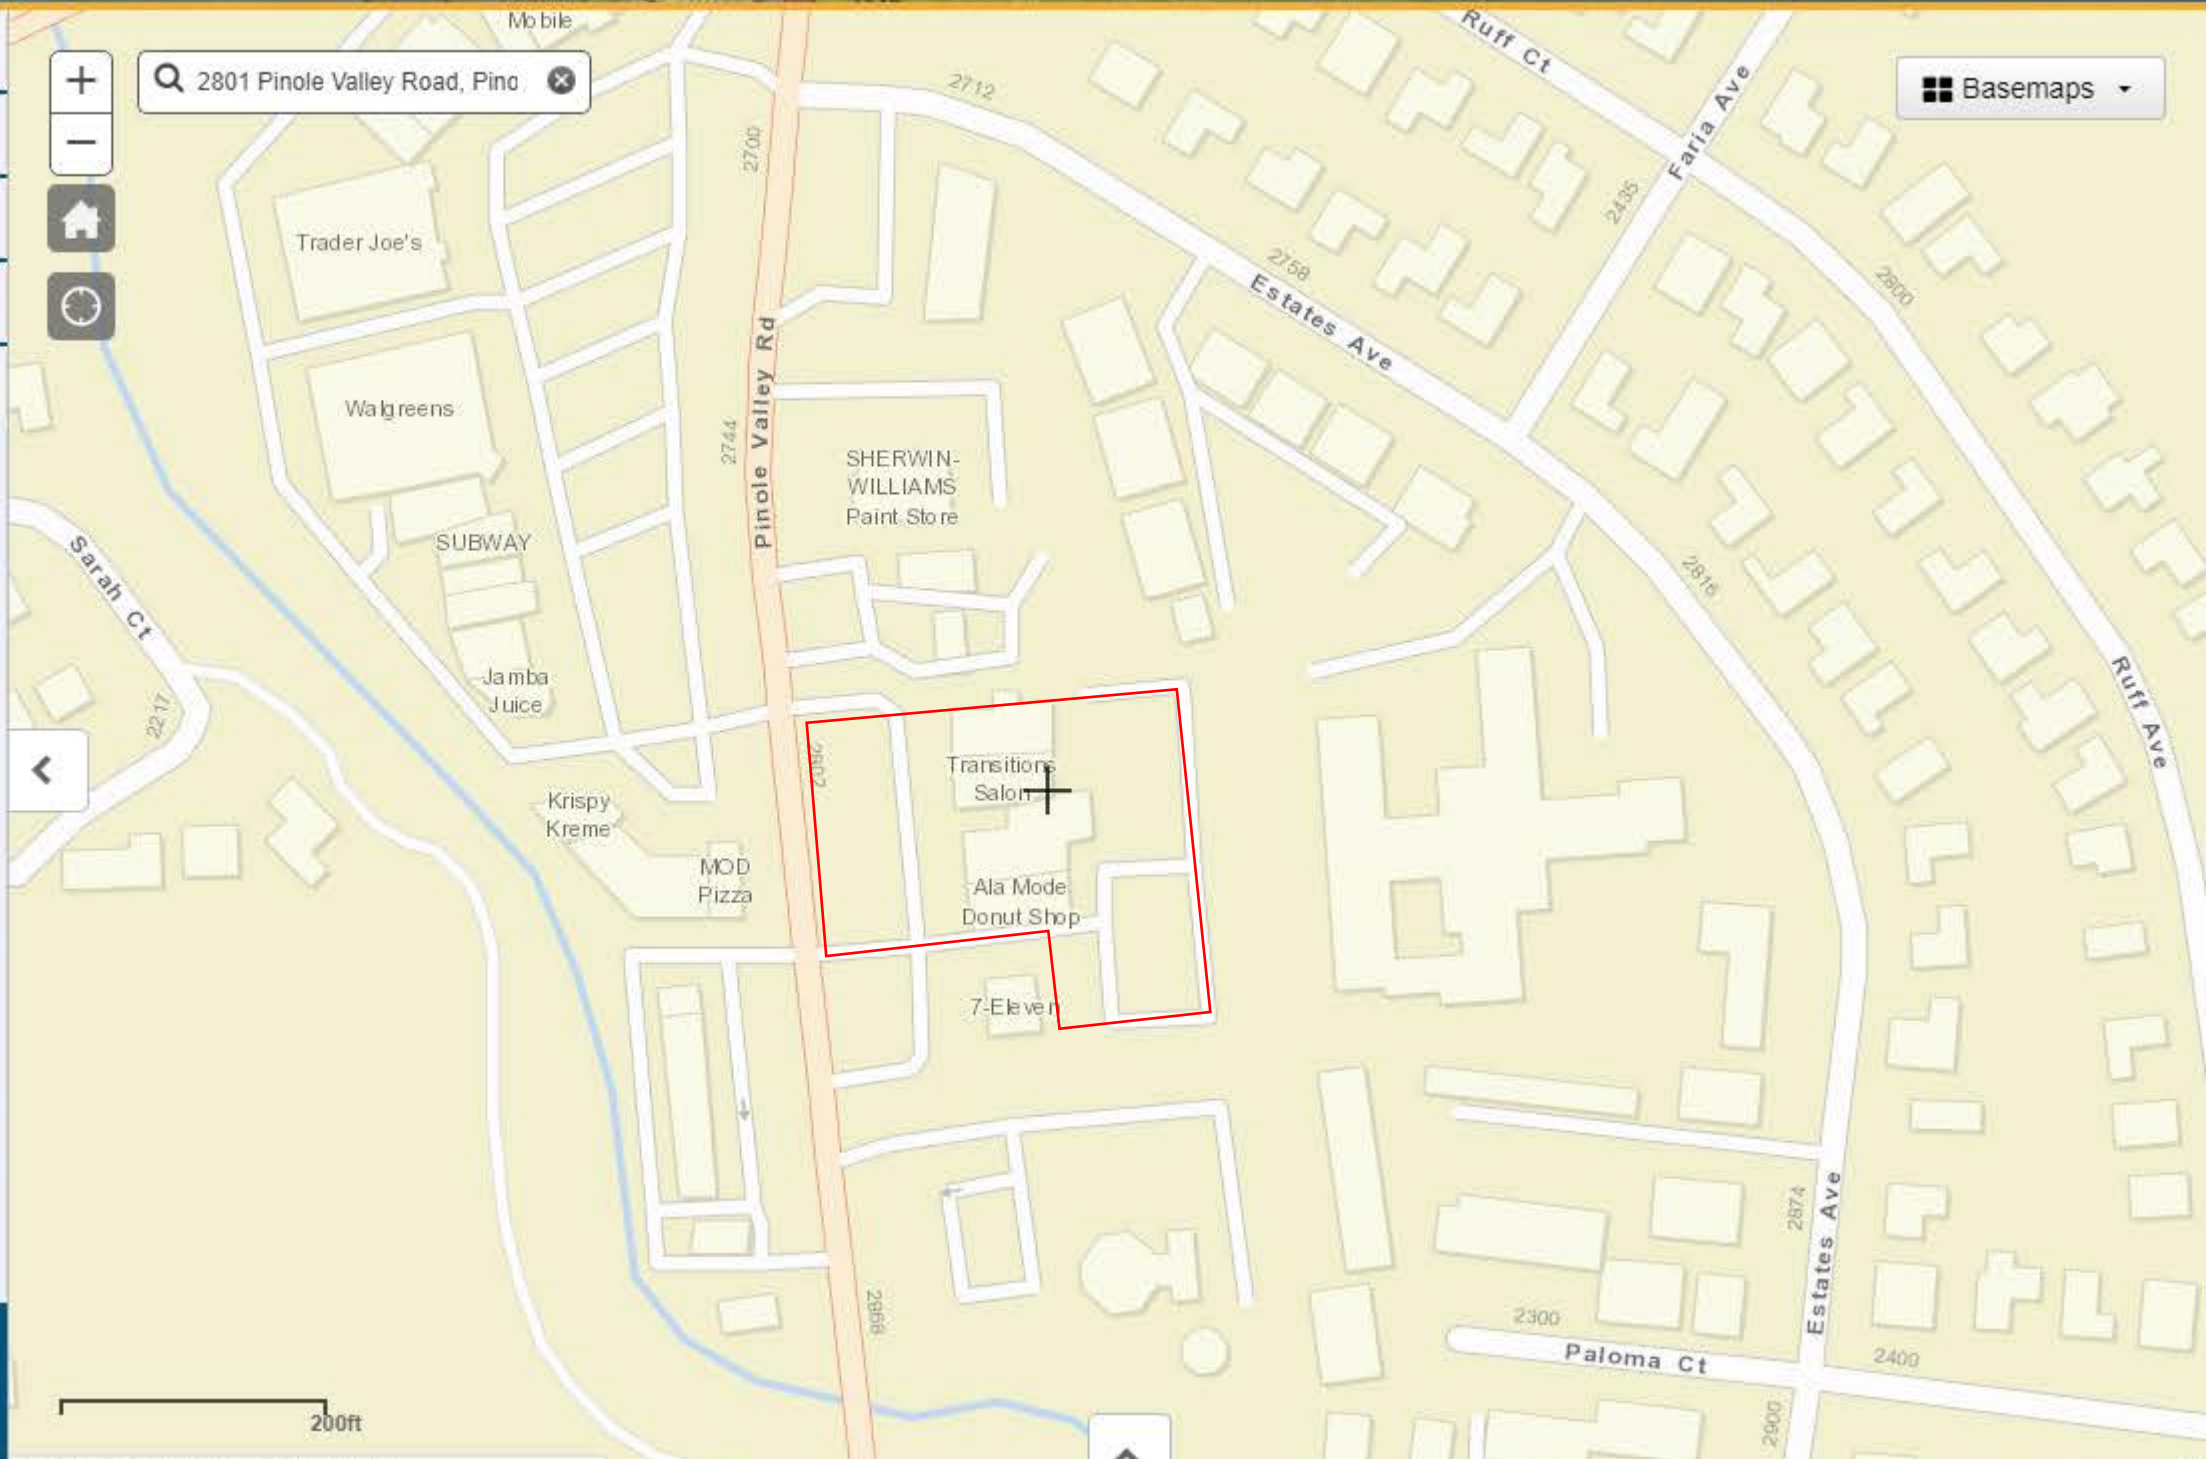 Mobile
2801 Pinole Valley Road, Pino
Basemaps
2712
Ruff Ct
Faria Ave
2700
2435
Trader Joe's
2758
Estates Ave
2800
Pinole Valley Rd
Walgreens
2744
SHERWIN-
WILLIAMS
Paint Store
SUBWAY
Sarah Ct
2816
Jamba
Juice
2217
Ruff Ave
Transitions
Salon
Krispy
Kreme
MOD
Pizza
Ala Mode
Donut Shop
7-Eleven
2874
Estates Ave
2868
2300
Paloma Ct
2400
2900
200ft